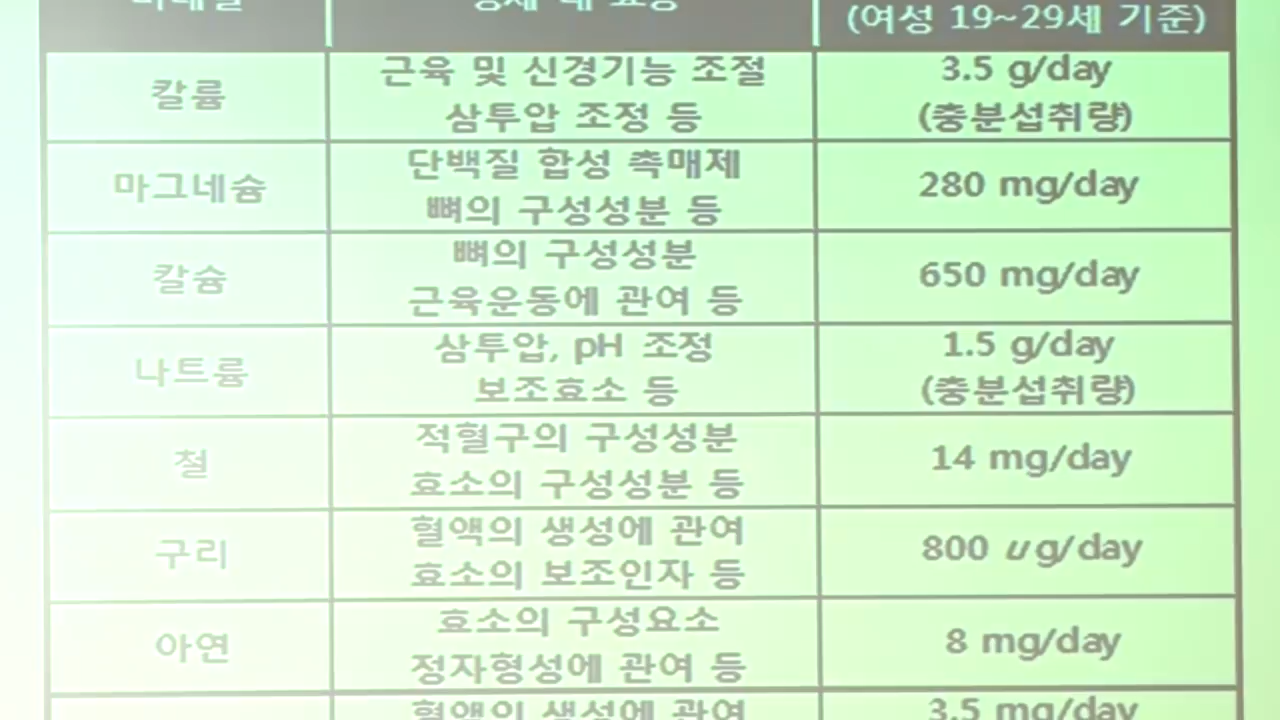 (여성 19~29세 기준)
칼륨
근육 및 신경기능 조절
삼투압 조정 등
3.5 g/day
(충분섭취량)
마그네슘
단백질 합성 촉매제
뼈의 구성성분 등
280 mg/day
칼슘
뼈의 구성성분
근육운동에 관여 등
650 mg/day
나트륨
삼투압, pH 조정
보조효소 등
1.5 g/day
(충분섭취량)
철
적혈구의 구성성분
효소의 구성성분 등
14 mg/day
구리
혈액의 생성에 관여
효소의 보조인자 등
800 ug/day
아연
효소의 구성요소
정자형성에 관여 등
8 mg/day
혈액의 생성에 관여
3.5 mg/day